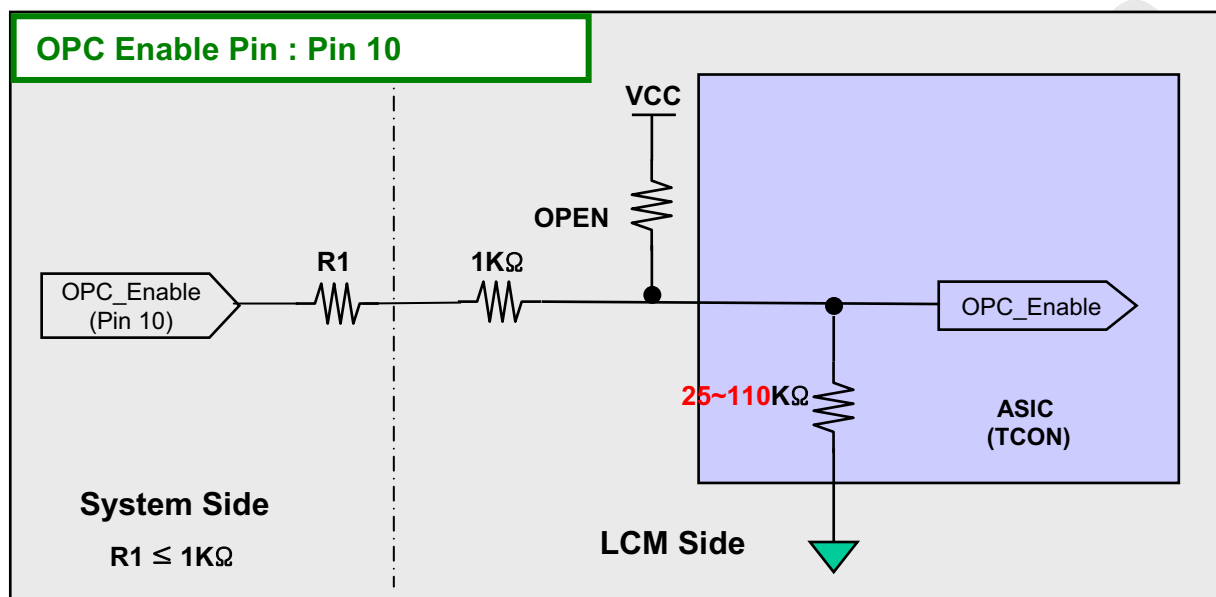 OPC Enable Pin : Pin 10
VCC
OPEN
R1
1KΩ
OPC_Enable
(Pin 10)
OPC_Enable
25~110KΩ
ASIC
(TCON)
System Side
R1 ≤ 1KΩ
LCM Side